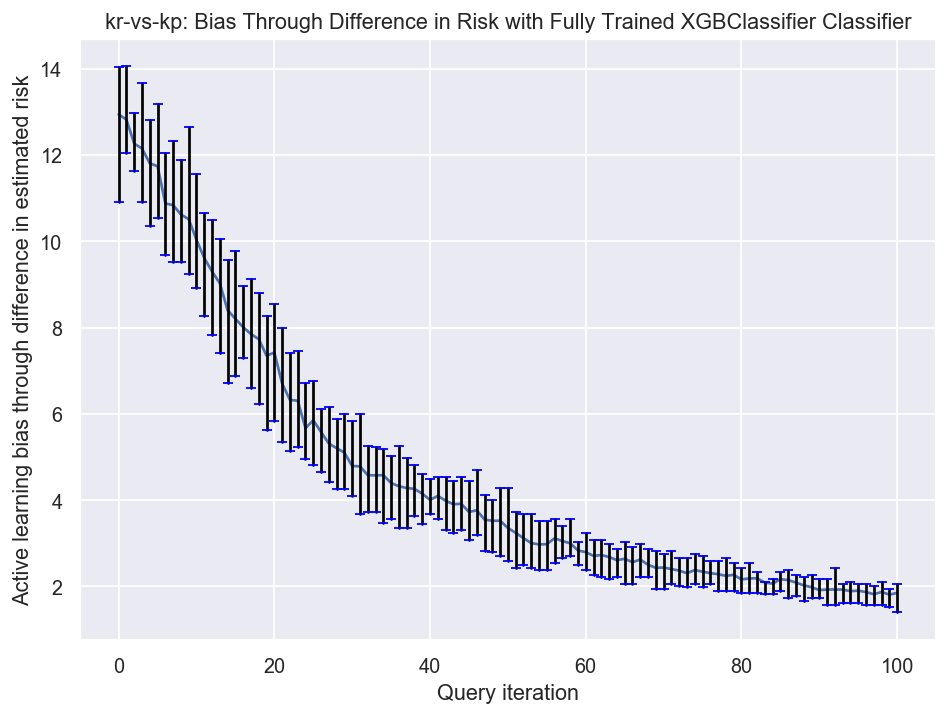 kr-vs-kp: Bias Through Difference in Risk with Fully Trained XGBClassifier Classifier
Active learning bias through difference in estimated risk
14
12
10
8
6
4
2
0 20 40 60 80 100
Query iteration